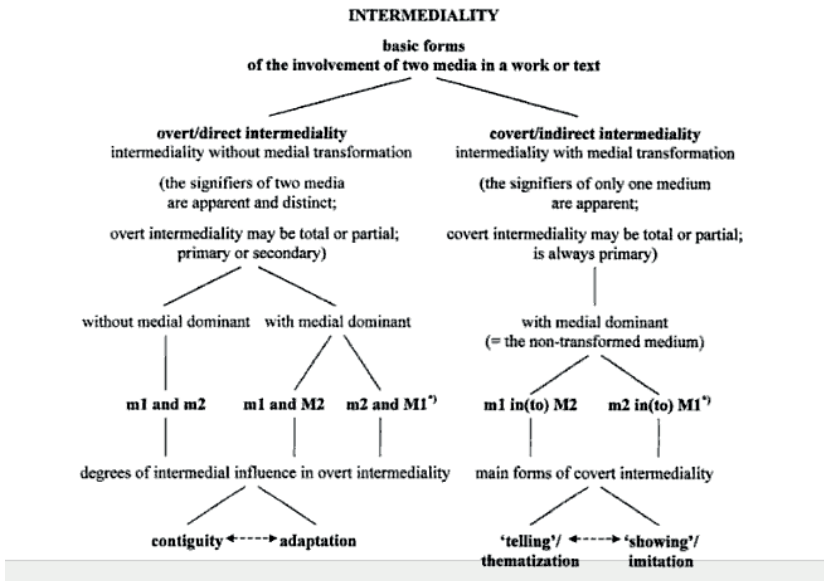 INTERMEDIALITY
basic forms
of the involvement of two media in a work or text
overt/direct intermediality
intermediality without medial transformation
(the signifiers of two media
are apparent and distinct;
overt intermediality may be total or partial;
primary or secondary)
covert/indirect intermediality
intermediality with medial transformation
(the signifiers of only one medium
are apparent;
covert intermediality may be total or partial;
is always primary)
without medial dominant
with medial dominant
with medial dominant
(= the non-transformed medium)
m1 and m2
m1 and M2
m2 and M1*)
m1 in(to) M2
m2 in(to) M1*)
degrees of intermedial influence in overt intermediality
main forms of covert intermediality
contiguity
adaptation
'telling'/
thematization
'showing'/
imitation